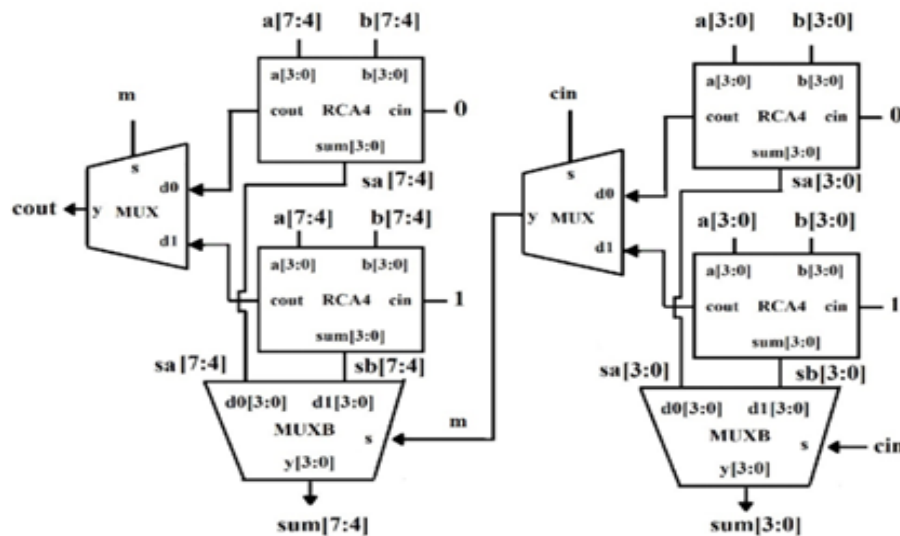 a[7:4] b[7:4]
a[3:0] b[3:0]
cout RCA4 cin 0
sum[3:0]
m
s
d0
cout y MUX
d1
sa[7:4]
a[7:4] b[7:4]
a[3:0] b[3:0]
cout RCA4 cin 1
sum[3:0]
sa[7:4] sb[7:4]
d0[3:0] d1[3:0]
MUXB s m
y[3:0]
sum[7:4]
a[3:0] b[3:0]
a[3:0] b[3:0]
cout RCA4 cin 0
sum[3:0]
cin
s
d0
y MUX
d1
sa[3:0]
a[3:0] b[3:0]
a[3:0] b[3:0]
cout RCA4 cin 1
sum[3:0]
sa[3:0] sb[3:0]
d0[3:0] d1[3:0]
MUXB s cin
y[3:0]
sum[3:0]